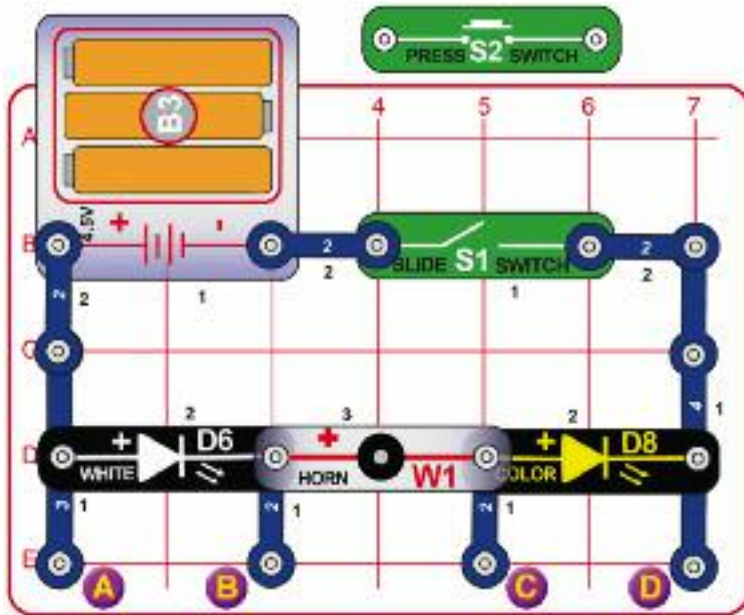 PRESS S2 SWITCH
B3
4 5 6 7
A
4.5V + -
B
2
2
SLIDE S1 SWITCH
2
2
2
2
1
1
C
4
1
2
3
2
D
+ D6
WHITE
+
HORN W1
+ D8
COLOR
3
1
2
1
2
1
E
A B C D